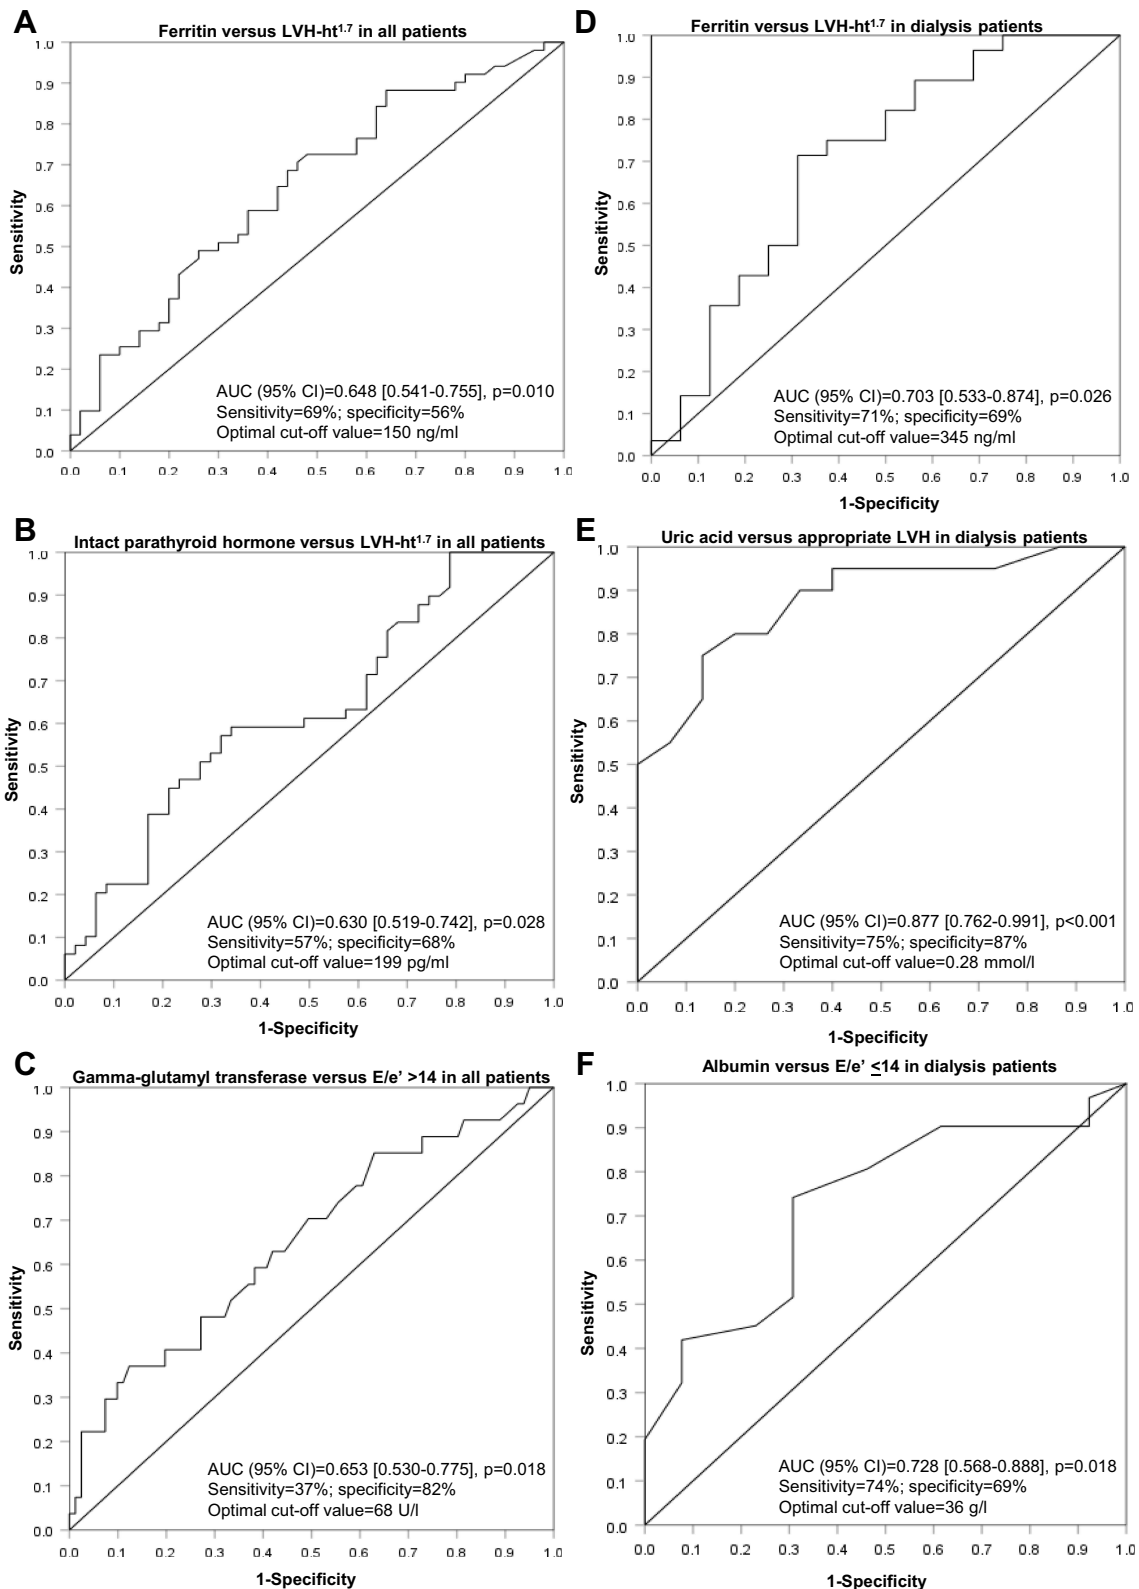 A
Ferritin versus LVH-ht1.7 in all patients
1.0
0.9
0.8
0.7
0.6
0.5
0.4
0.3
0.2
0.1
0.0
Sensitivity
AUC (95% CI)=0.648 [0.541-0.755], p=0.010
Sensitivity=69%; specificity=56%
Optimal cut-off value=150 ng/ml
0.0 0.1 0.2 0.3 0.4 0.5 0.6 0.7 0.8 0.9 1.0
B
Intact parathyroid hormone versus LVH-ht1.7 in all patients
1.0
0.9
0.8
0.7
0.6
0.5
0.4
0.3
0.2
0.1
0.0
Sensitivity
AUC (95% CI)=0.630 [0.519-0.742], p=0.028
Sensitivity=57%; specificity=68%
Optimal cut-off value=199 pg/ml
0.0 0.1 0.2 0.3 0.4 0.5 0.6 0.7 0.8 0.9 1.0
1-Specificity
C
Gamma-glutamyl transferase versus E/e’ >14 in all patients
1.0
0.9
0.8
0.7
0.6
0.5
0.4
0.3
0.2
0.1
0.0
Sensitivity
AUC (95% CI)=0.653 [0.530-0.775], p=0.018
Sensitivity=37%; specificity=82%
Optimal cut-off value=68 U/l
0.0 0.1 0.2 0.3 0.4 0.5 0.6 0.7 0.8 0.9 1.0
1-Specificity
D
Ferritin versus LVH-ht1.7 in dialysis patients
1.0
0.9
0.8
0.7
0.6
0.5
0.4
0.3
0.2
0.1
0.0
Sensitivity
AUC (95% CI)=0.703 [0.533-0.874], p=0.026
Sensitivity=71%; specificity=69%
Optimal cut-off value=345 ng/ml
0.0 0.1 0.2 0.3 0.4 0.5 0.6 0.7 0.8 0.9 1.0
1-Specificity
E
Uric acid versus appropriate LVH in dialysis patients
1.0
0.9
0.8
0.7
0.6
0.5
0.4
0.3
0.2
0.1
0.0
Sensitivity
AUC (95% CI)=0.877 [0.762-0.991], p<0.001
Sensitivity=75%; specificity=87%
Optimal cut-off value=0.28 mmol/l
0.0 0.1 0.2 0.3 0.4 0.5 0.6 0.7 0.8 0.9 1.0
1-Specificity
F
Albumin versus E/e’ ≤14 in dialysis patients
1.0
0.9
0.8
0.7
0.6
0.5
0.4
0.3
0.2
0.1
0.0
Sensitivity
AUC (95% CI)=0.728 [0.568-0.888], p=0.018
Sensitivity=74%; specificity=69%
Optimal cut-off value=36 g/l
0.0 0.1 0.2 0.3 0.4 0.5 0.6 0.7 0.8 0.9 1.0
1-Specificity